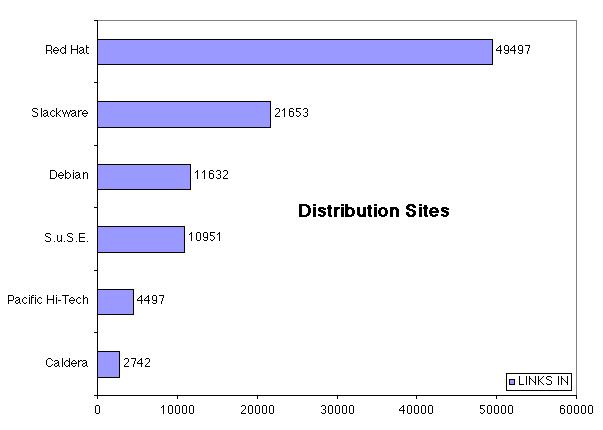 Red Hat 49497
Slackware 21653
Debian 11632
Distribution Sites
S.u.S.E. 10951
Pacific Hi-Tech 4497
Caldera 2742
LINKS IN
0 10000 20000 30000 40000 50000 60000